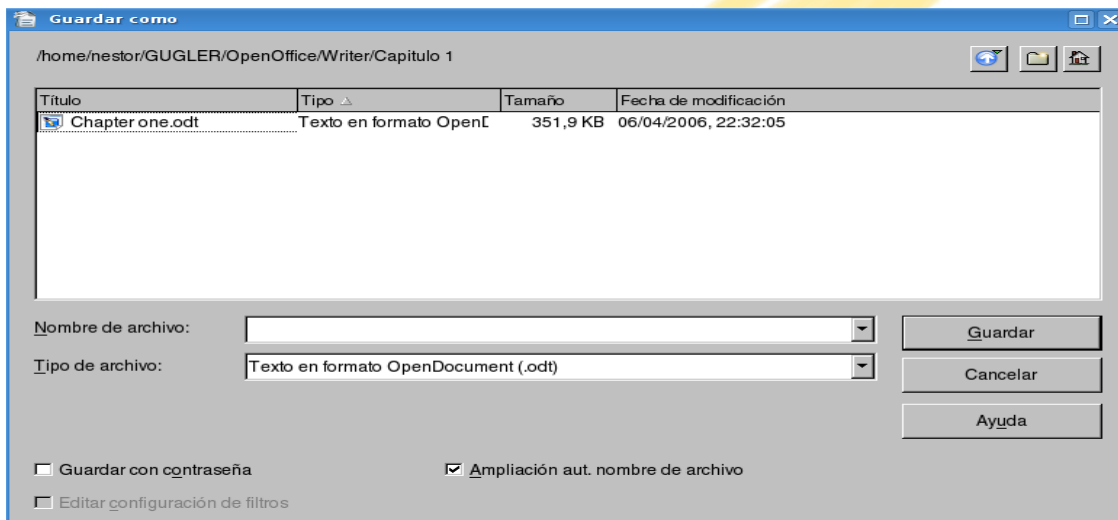 Guardar como
/home/nestor/GUGLER/OpenOffice/Writer/Capitulo 1
Título Tipo Tamaño Fecha de modificación
Chapter one.odt Texto en formato OpenD 351,9 KB 06/04/2006, 22:32:05
Nombre de archivo: Guardar
Tipo de archivo: Texto en formato OpenDocument (.odt) Cancelar
Ayuda
Guardar con contraseña Ampliación aut. nombre de archivo
Editar configuración de filtros